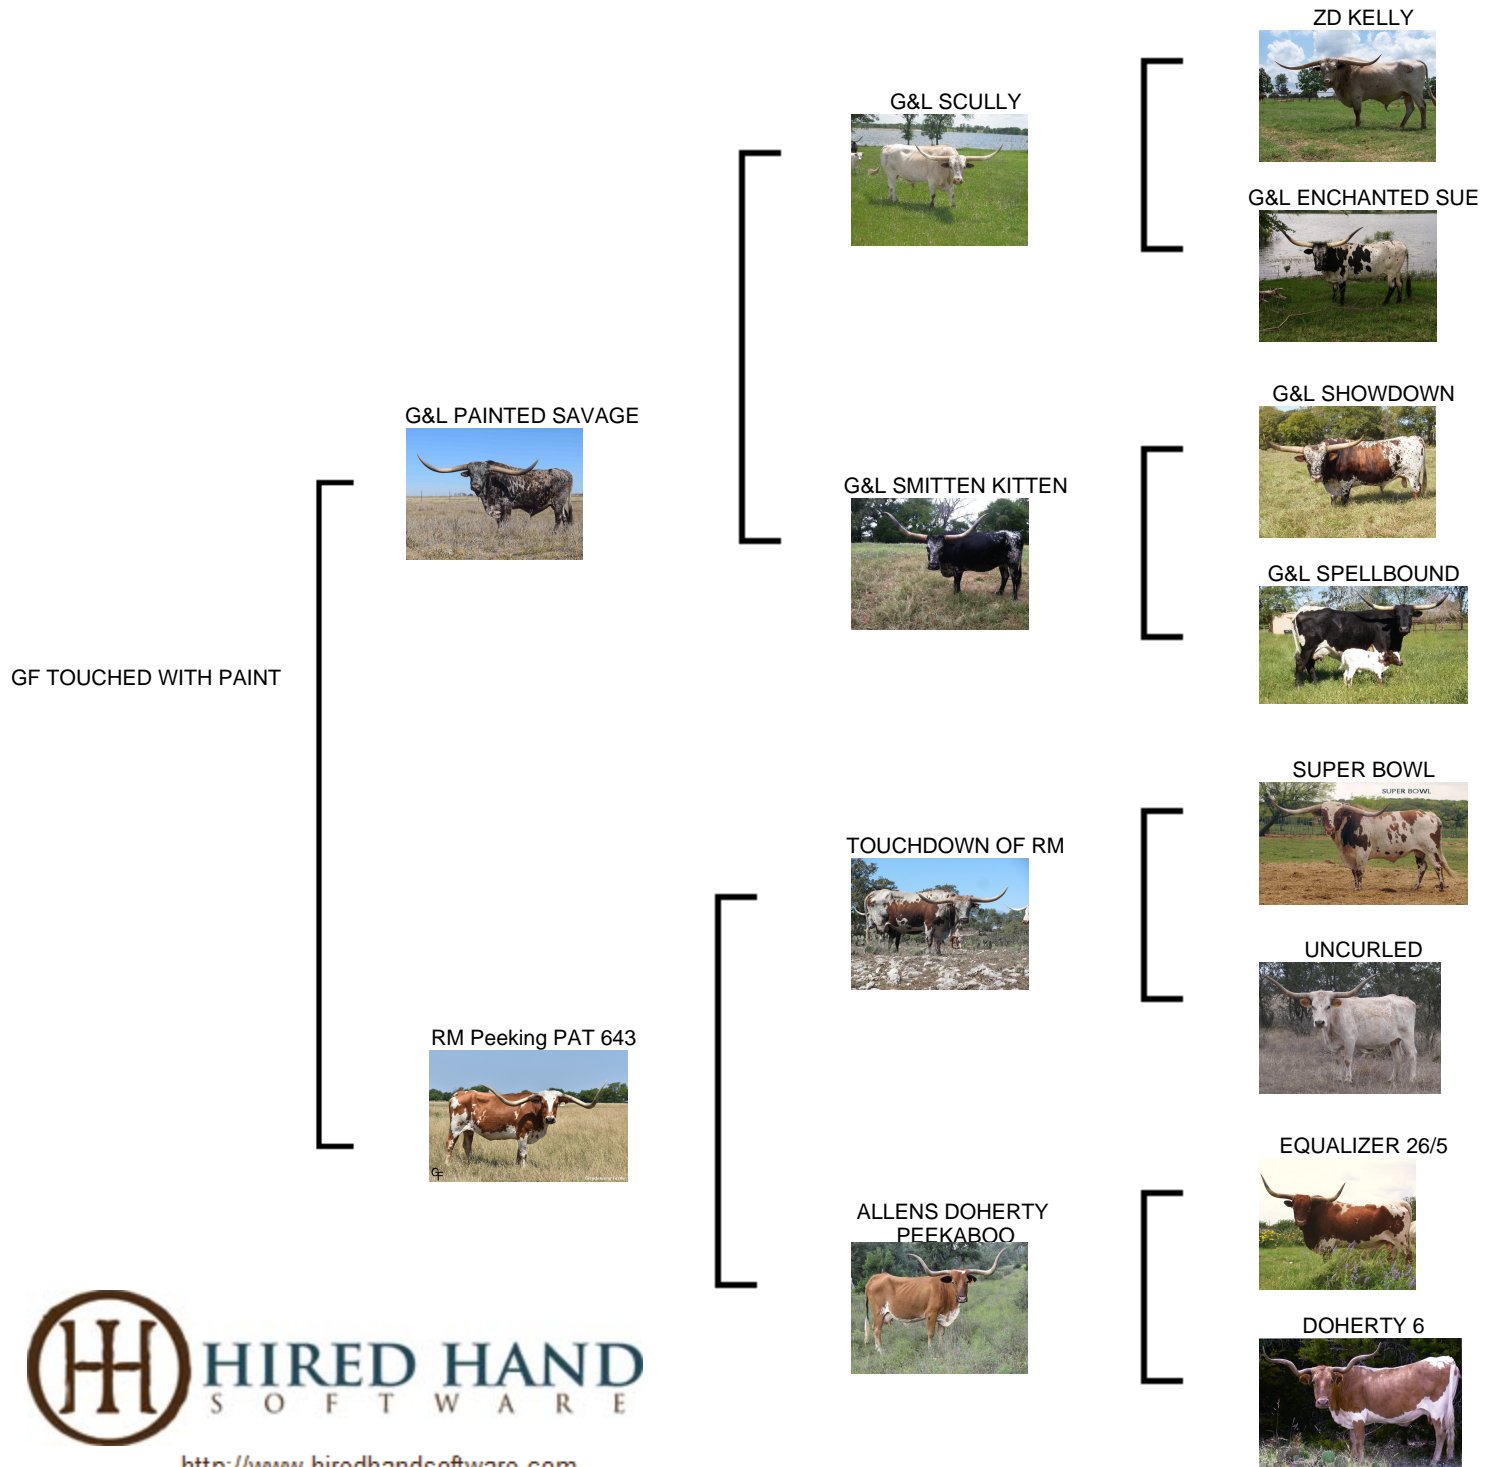 ZD KELLY
G&L SCULLY
G&L ENCHANTED SUE
G&L SHOWDOWN
G&L PAINTED SAVAGE
G&L SMITTEN KITTEN
G&L SPELLBOUND
GF TOUCHED WITH PAINT
SUPER BOWL
SUPER BOWL
TOUCHDOWN OF RM
UNCURLED
RM Peeking PAT 643
EQUALIZER 26/5
ALLENS DOHERTY
PEEKABOO
DOHERTY 6
HIRED HAND
SOFTWARE
http://www.hiredhandsoftware.com